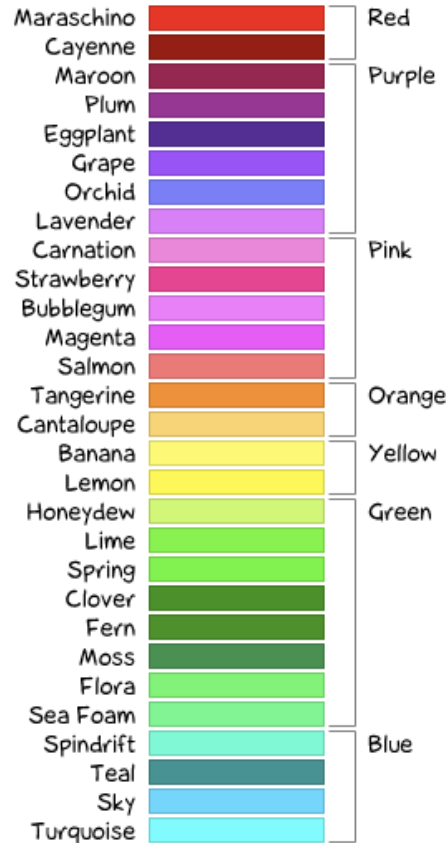 Maraschino Red
Cayenne
Maroon Purple
Plum
Eggplant
Grape
Orchid
Lavender
Carnation Pink
Strawberry
Bubblegum
Magenta
Salmon
Tangerine Orange
Cantaloupe
Banana Yellow
Lemon
Honeydew Green
Lime
Spring
Clover
Fern
Moss
Flora
Sea Foam
Spindrift Blue
Teal
Sky
Turquoise